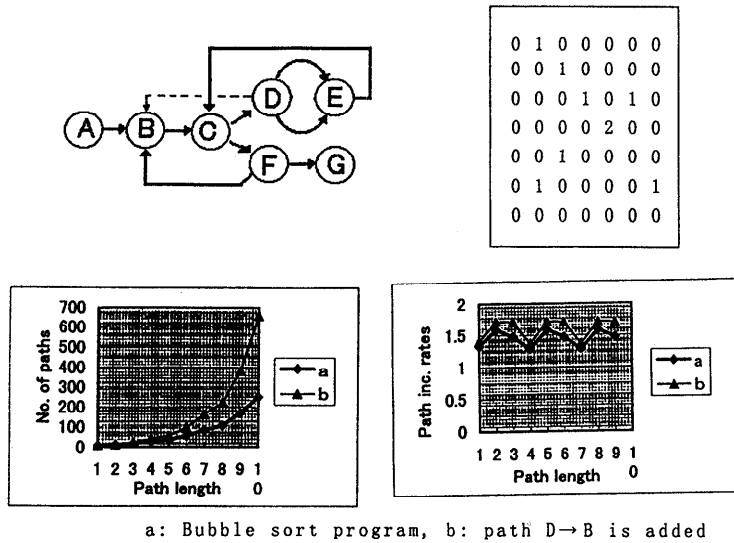 A B C D E F G
0 1 0 0 0 0 0
0 0 1 0 0 0 0
0 0 0 1 0 1 0
0 0 0 0 2 0 0
0 0 1 0 0 0 0
0 1 0 0 0 0 1
0 0 0 0 0 0 0
No. of paths
700
600
500
400
300
200
100
0
1 2 3 4 5 6 7 8 9 1
0
Path length
a
b
Path inc. rates
2
1.5
1
0.5
0
1 2 3 4 5 6 7 8 9 1
0
Path length
a
b
a: Bubble sort program, b: path D→B is added